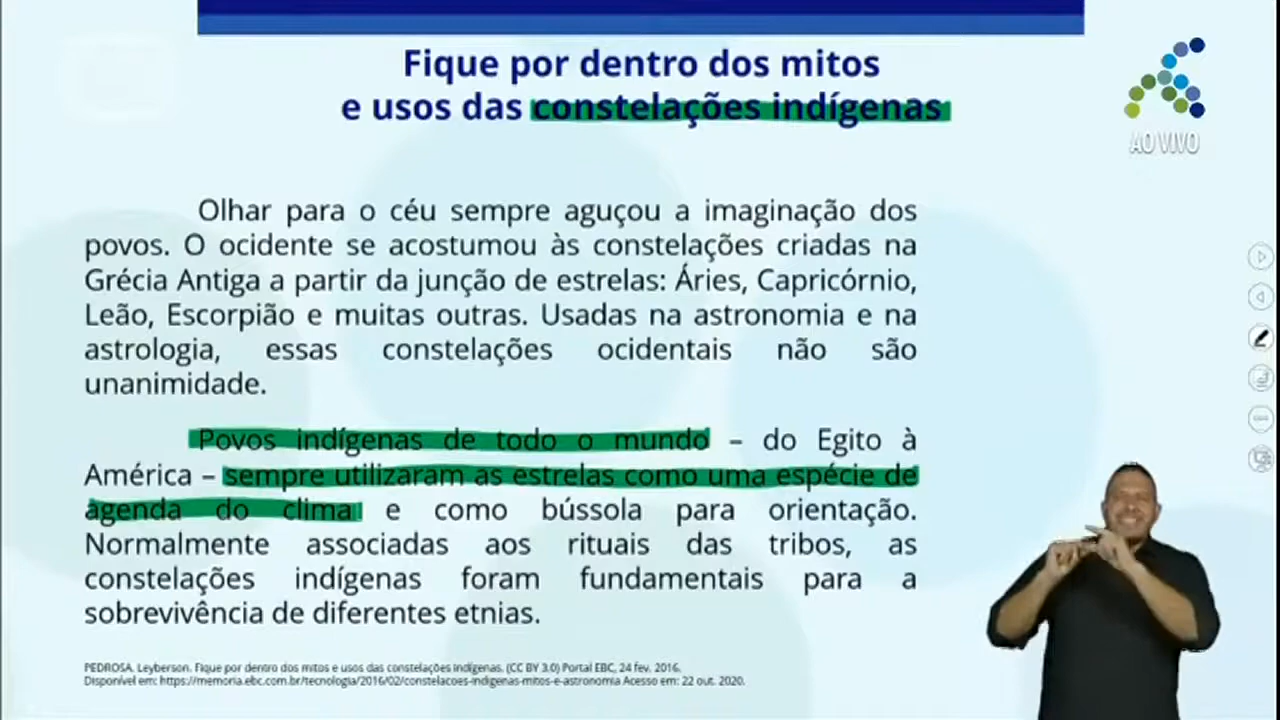 Fique por dentro dos mitos
e usos das constelações indígenas
AO VIVO
Olhar para o céu sempre aguçou a imaginação dos
povos. O ocidente se acostumou às constelações criadas na
Grécia Antiga a partir da junção de estrelas: Áries, Capricórnio,
Leão, Escorpião e muitas outras. Usadas na astronomia e na
astrologia, essas constelações ocidentais não são
unanimidade.
Povos indígenas de todo o mundo – do Egito à
América – sempre utilizaram as estrelas como uma espécie de
agenda do clima e como bússola para orientação.
Normalmente associadas aos rituais das tribos, as
constelações indígenas foram fundamentais para a
sobrevivência de diferentes etnias.
PEDROSA. Leyberson. Fique por dentro dos mitos e usos das constelações indígenas. (CC BY 3.0) Portal EBC, 24 fev. 2016.
Disponível em: https://memoria.ebc.com.br/tecnologia/2016/02/constelacoes-indigenas-mitos-e-astronomia Acesso em: 22 out. 2020.